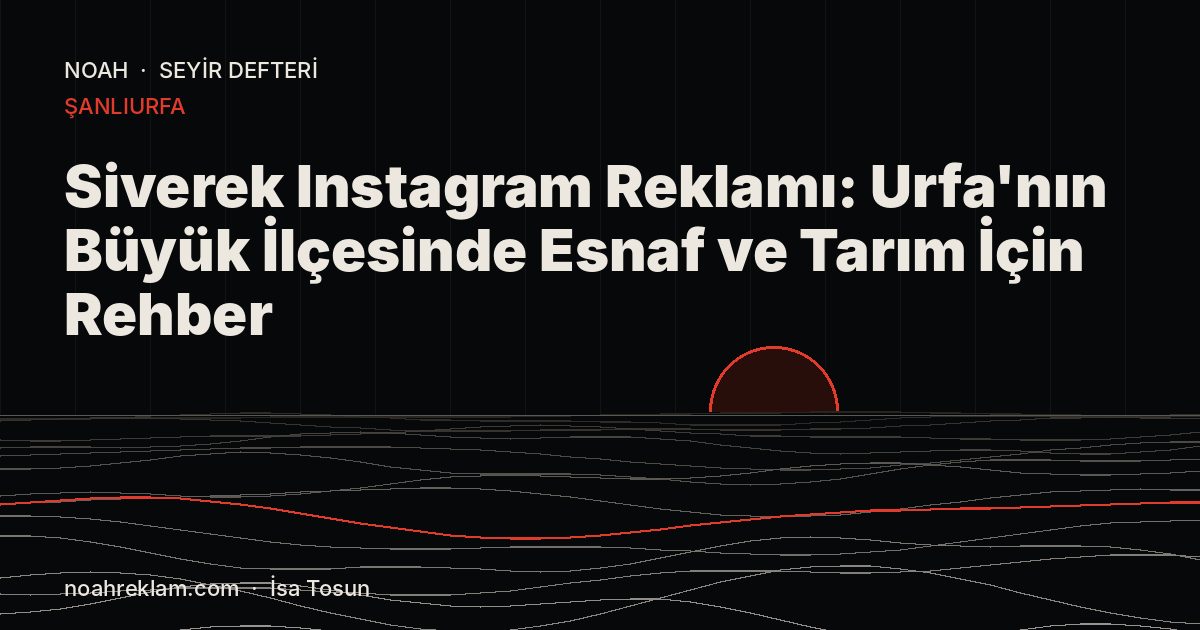 NOAH · SEYİR DEFTERİ
ŞANLIURFA
Siverek Instagram Reklamı: Urfa'nın
Büyük İlçesinde Esnaf ve Tarım İçin
Rehber
noahreklam.com · İsa Tosun